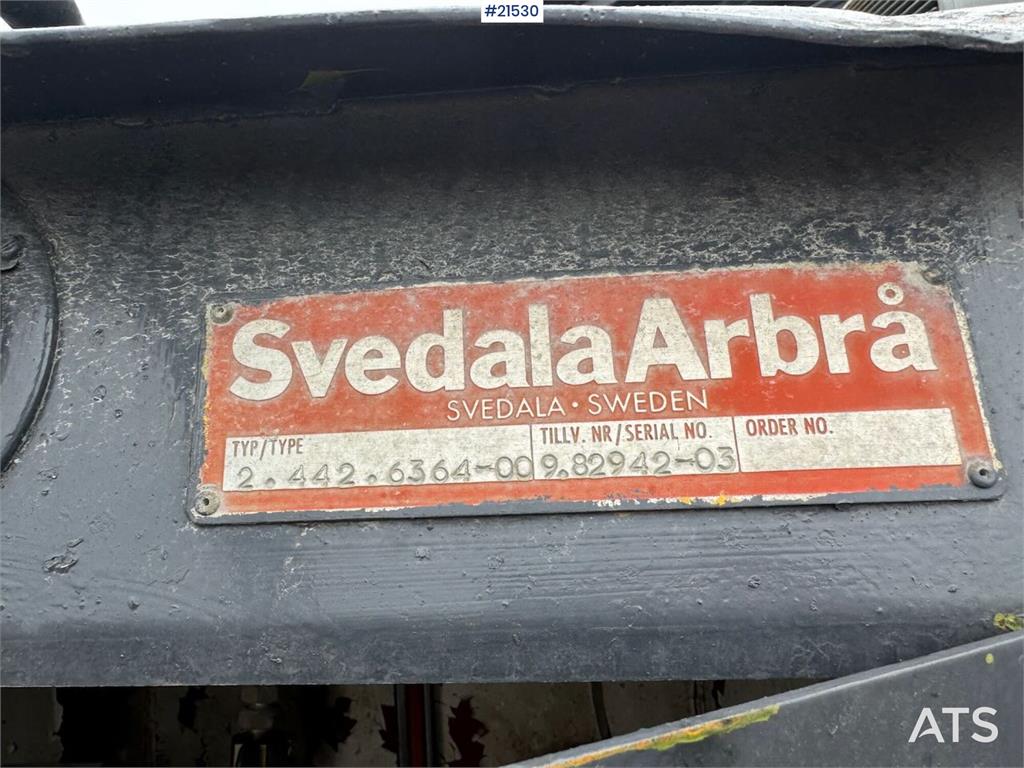 #21530
SvedalaArbrå
SVEDALA · SWEDEN
TYP/TYPE
2.442.6364-00
TILLV. NR/SERIAL NO.
9.82942-03
ORDER NO.
ATS